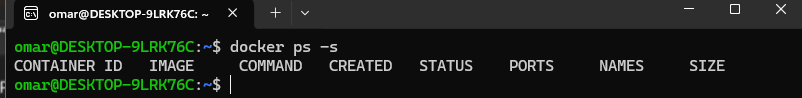 omar@DESKTOP-9LRK76C: ~
omar@DESKTOP-9LRK76C:~$ docker ps -s
CONTAINER ID   IMAGE     COMMAND   CREATED   STATUS    PORTS     NAMES     SIZE
omar@DESKTOP-9LRK76C:~$